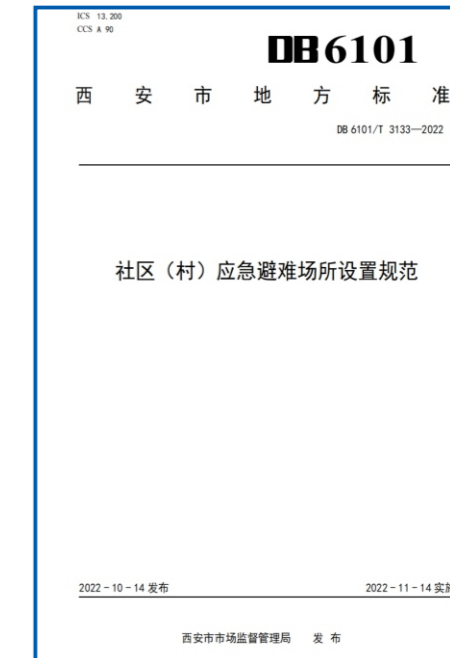 ICS 13.200
CCS A 90
DB6101
西安市地方标准
DB 6101/T 3133—2022
社区（村）应急避难场所设置规范
2022-10-14 发布
2022-11-14 实施
西安市市场监督管理局 发布